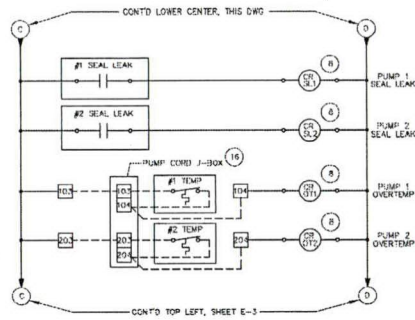 CONT'D LOWER CENTER, THIS DWG
C
D
#1 SEAL LEAK
CR
SL1
8
PUMP 1
SEAL LEAK
#2 SEAL LEAK
CR
SL2
8
PUMP 2
SEAL LEAK
PUMP CORD J-BOX
16
#1 TEMP
103
103
104
104
CR
OT1
8
PUMP 1
OVERTEMP
#2 TEMP
203
203
204
204
CR
OT2
8
PUMP 2
OVERTEMP
C
D
CONT'D TOP LEFT, SHEET E-3